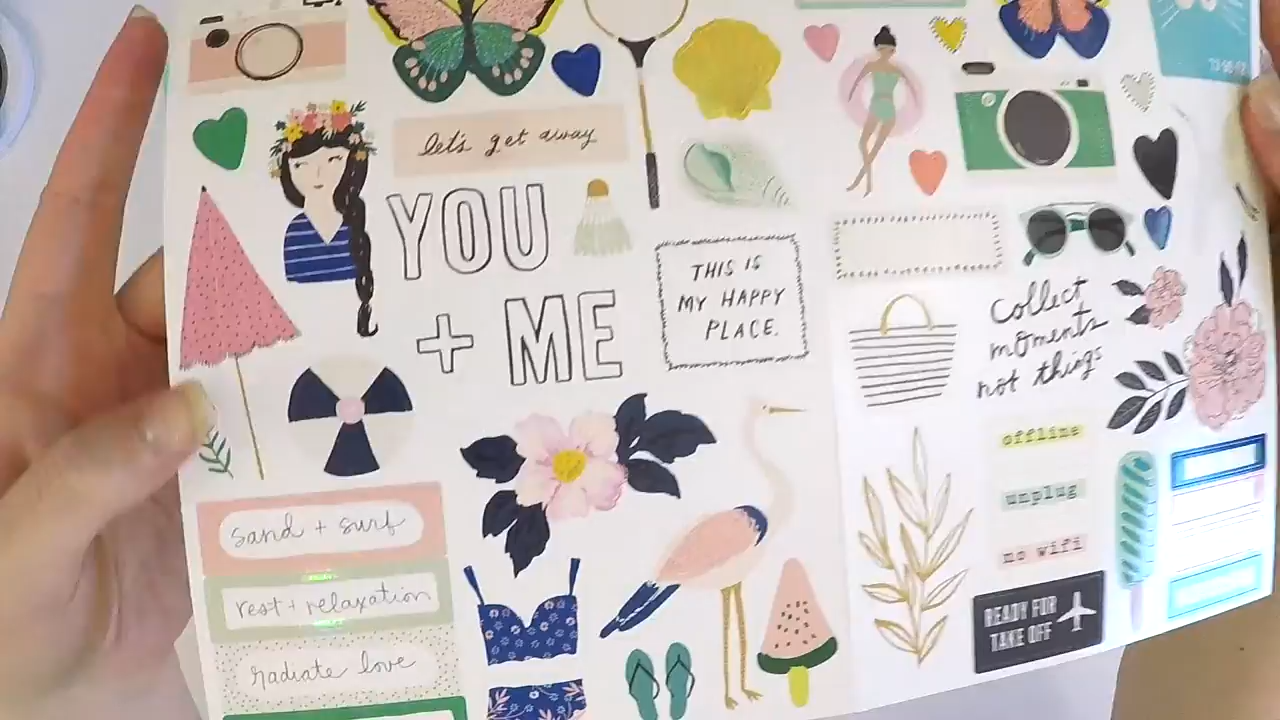 let's get away
YOU
+ ME
THIS IS
MY HAPPY
PLACE.
collect
moments
not things
offline
unplug
no wifi
READY FOR
TAKE OFF
sand + surf
rest + relaxation
radiate love